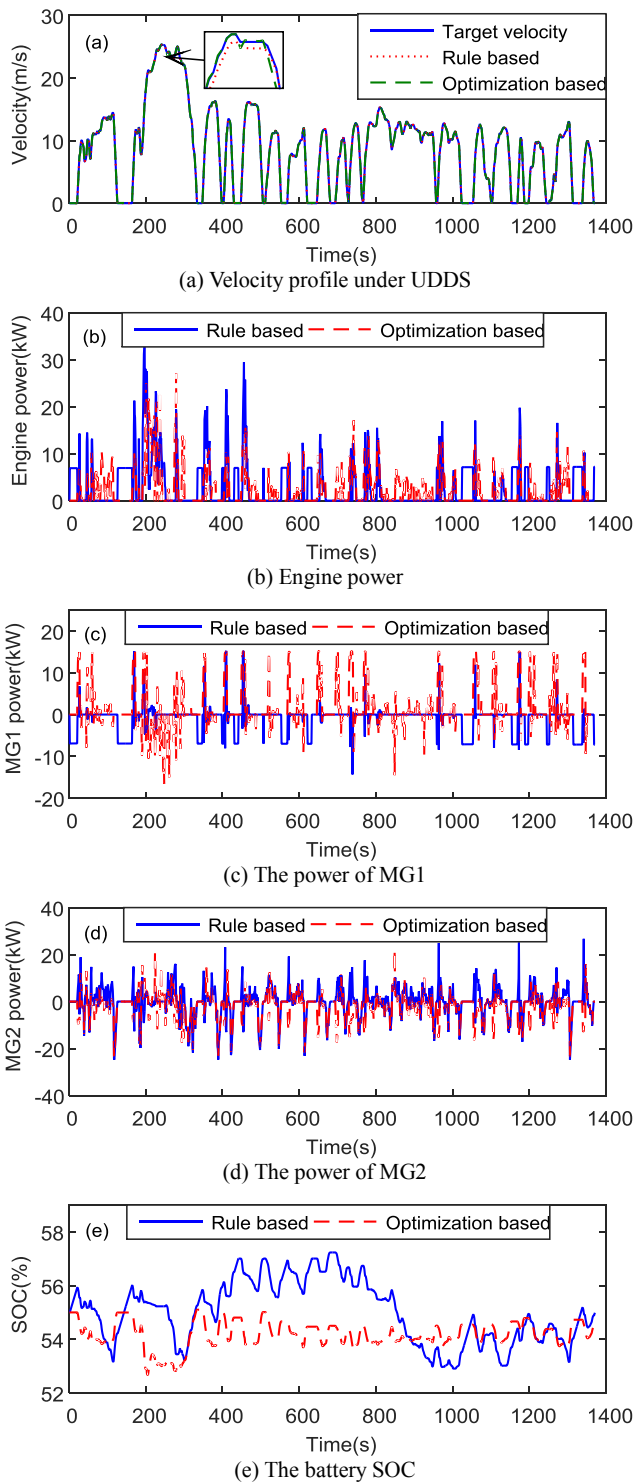 (a)
Target velocity
Rule based
Optimization based
Velocity(m/s)
30
20
10
0
0 200 400 600 800 1000 1200 1400
Time(s)
(a) Velocity profile under UDDS
(b)
Rule based Optimization based
Engine power(kW)
40
30
20
10
0
0 200 400 600 800 1000 1200 1400
Time(s)
(b) Engine power
(c)
Rule based Optimization based
MG1 power(kW)
20
10
0
-10
-20
0 200 400 600 800 1000 1200 1400
Time(s)
(c) The power of MG1
(d)
Rule based Optimization based
MG2 power(kW)
40
20
0
-20
-40
0 200 400 600 800 1000 1200 1400
Time(s)
(d) The power of MG2
(e)
Rule based Optimization based
SOC(%)
58
56
54
52
0 200 400 600 800 1000 1200 1400
Time(s)
(e) The battery SOC